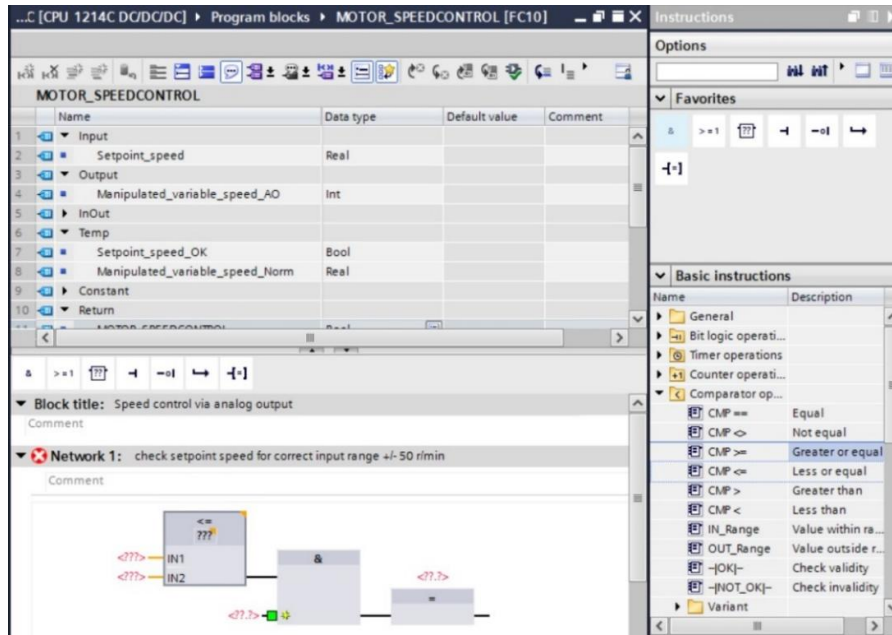 ...C [CPU 1214C DC/DC/DC] ▸ Program blocks ▸ MOTOR_SPEEDCONTROL [FC10]
Instructions
Options
MOTOR_SPEEDCONTROL
Name Data type Default value Comment
1 Input
2 Setpoint_speed Real
3 Output
4 Manipulated_variable_speed_AO Int
5 InOut
6 Temp
7 Setpoint_speed_OK Bool
8 Manipulated_variable_speed_Norm Real
9 Constant
10 Return
& >=1 ?? -o| -[=]
Block title: Speed control via analog output
Comment
Network 1: check setpoint speed for correct input range +/- 50 r/min
Comment
<=
???
<???> IN1
<???> IN2
&
<??.?>
<??.?>
=
Favorites
& >=1 ?? -o|
-[=]
Basic instructions
Name Description
General
Bit logic operati...
Timer operations
Counter operati...
Comparator op...
CMP == Equal
CMP <> Not equal
CMP >= Greater or equal
CMP <= Less or equal
CMP > Greater than
CMP < Less than
IN_Range Value within ra...
OUT_Range Value outside r...
-|OK|- Check validity
-|NOT_OK|- Check invalidity
Variant